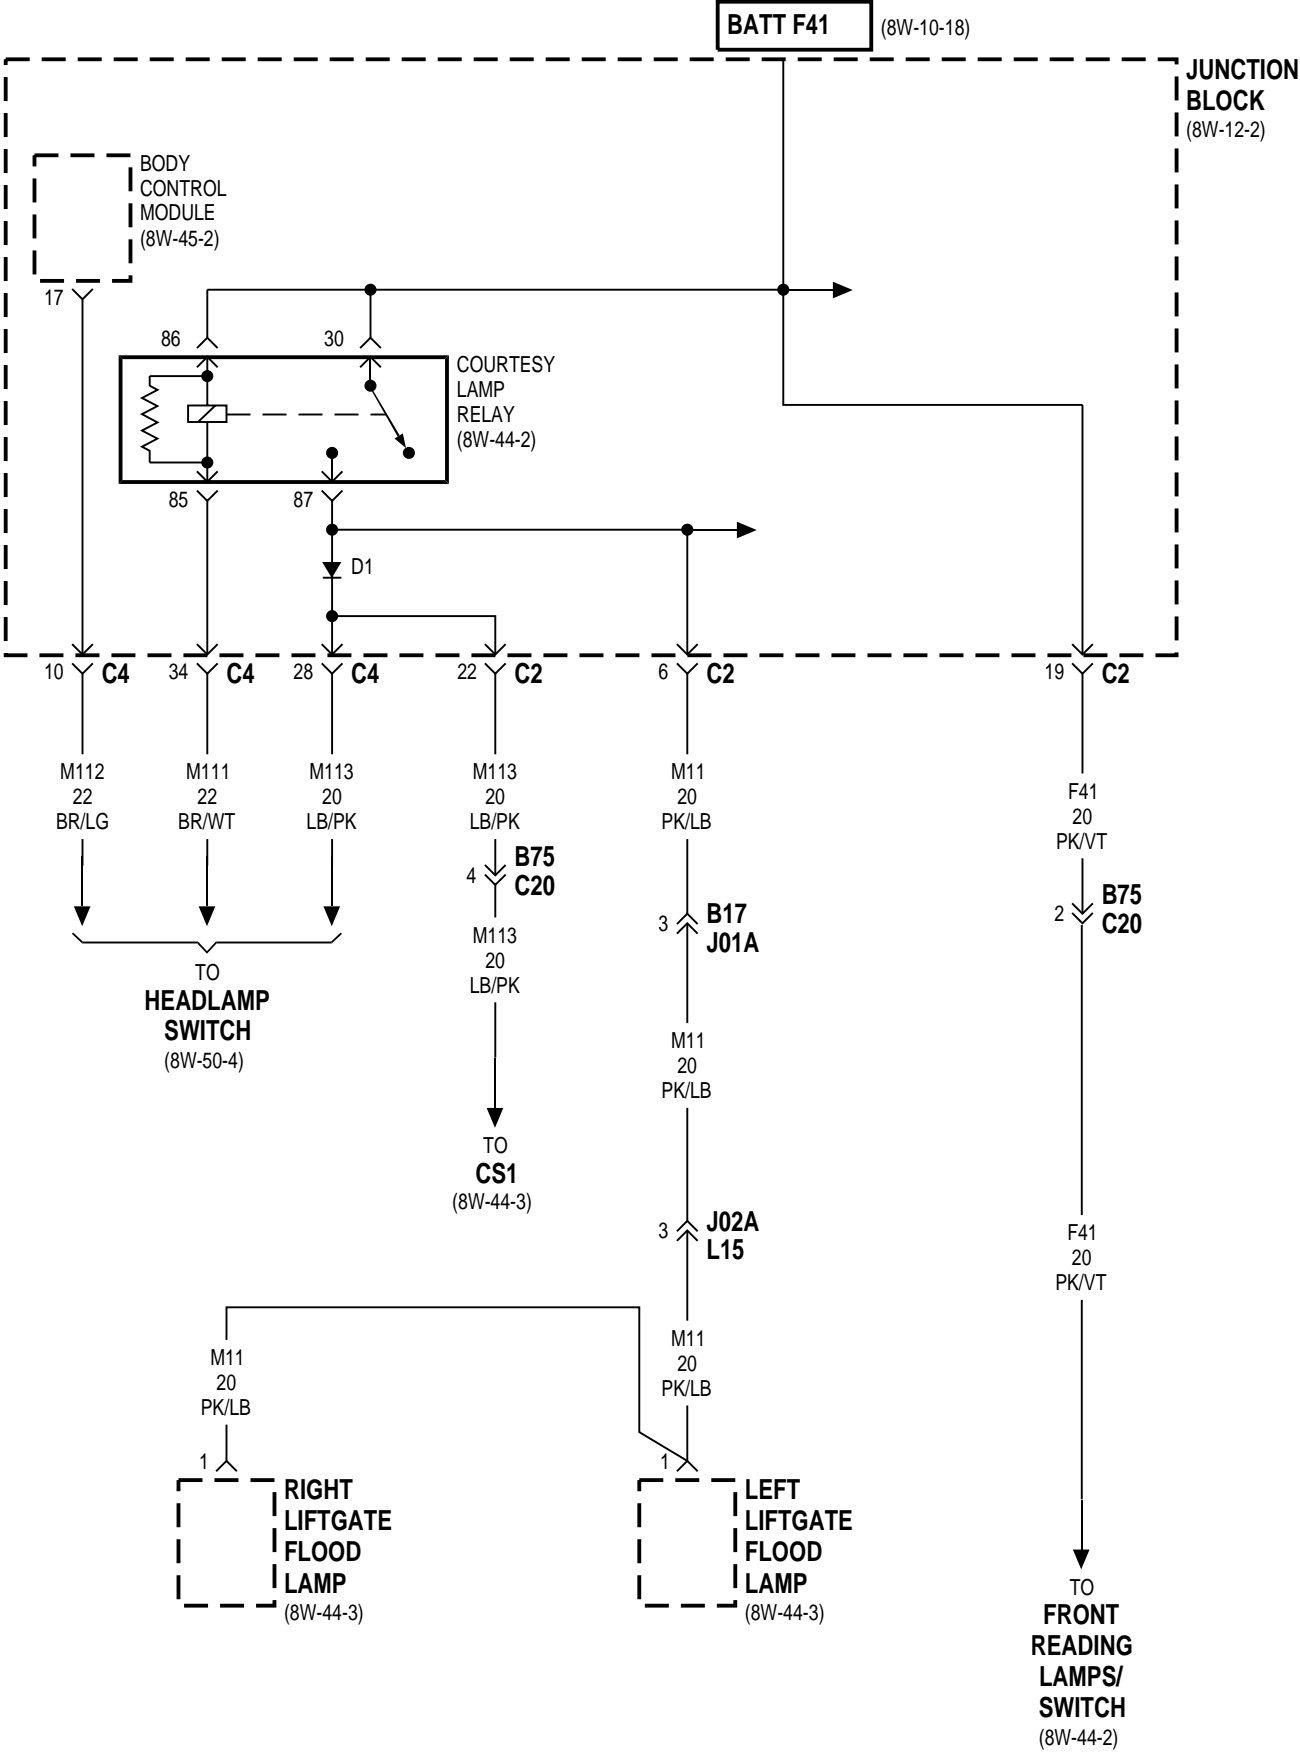 BATT F41 (8W-10-18)
JUNCTION
BLOCK
(8W-12-2)
BODY
CONTROL
MODULE
(8W-45-2)
17
86 30
COURTESY
LAMP
RELAY
(8W-44-2)
85 87
D1
10 C4 34 C4 28 C4 22 C2 6 C2 19 C2
M112
22
BR/LG
M111
22
BR/WT
M113
20
LB/PK
M113
20
LB/PK
M11
20
PK/LB
F41
20
PK/VT
4 B75
C20
3 B17
J01A
2 B75
C20
TO
HEADLAMP
SWITCH
(8W-50-4)
M113
20
LB/PK
M11
20
PK/LB
TO
CS1
(8W-44-3)
3 J02A
L15
F41
20
PK/VT
M11
20
PK/LB
M11
20
PK/LB
1
RIGHT
LIFTGATE
FLOOD
LAMP
(8W-44-3)
1
LEFT
LIFTGATE
FLOOD
LAMP
(8W-44-3)
TO
FRONT
READING
LAMPS/
SWITCH
(8W-44-2)